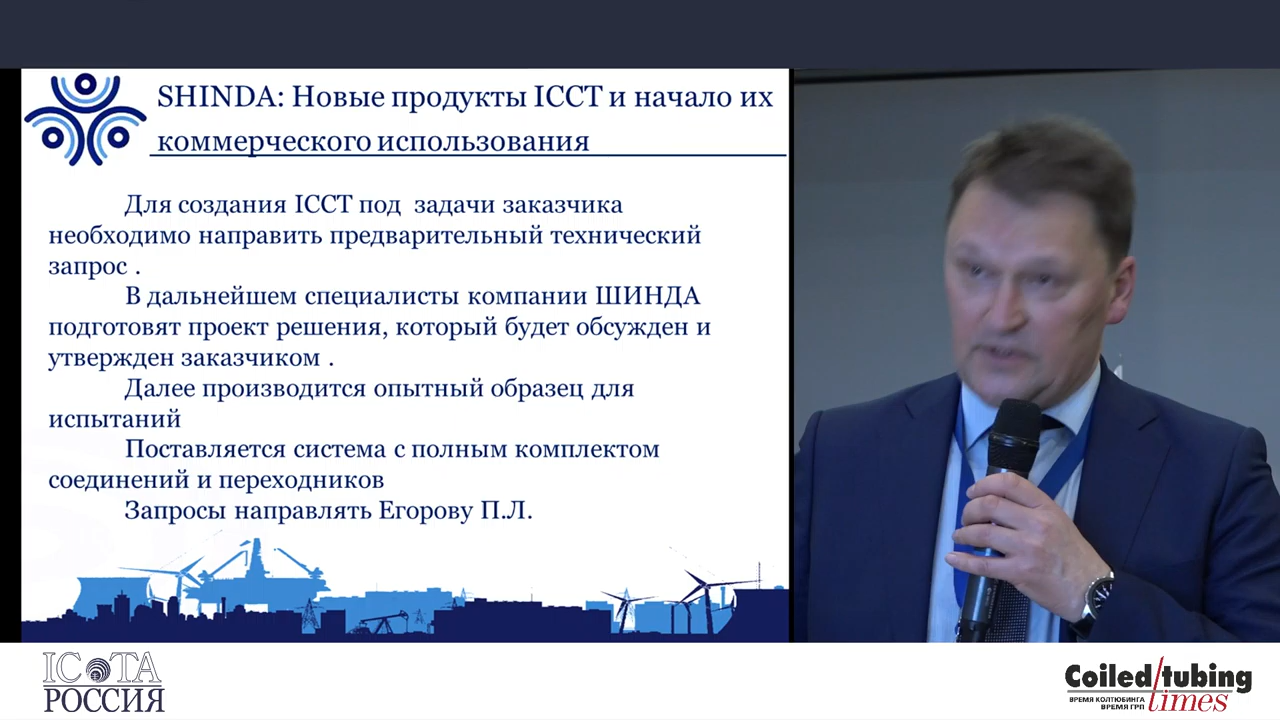 SHINDA: Новые продукты ICCT и начало их
коммерческого использования
Для создания ICCT под задачи заказчика
необходимо направить предварительный технический
запрос .
В дальнейшем специалисты компании ШИНДА
подготовят проект решения, который будет обсужден и
утвержден заказчиком .
Далее производится опытный образец для
испытаний
Поставляется система с полным комплектом
соединений и переходников
Запросы направлять Егорову П.Л.
ICOTA
РОССИЯ
Coiled tubing
times
ВРЕМЯ КОЛТЮБИНГА
ВРЕМЯ ГРП